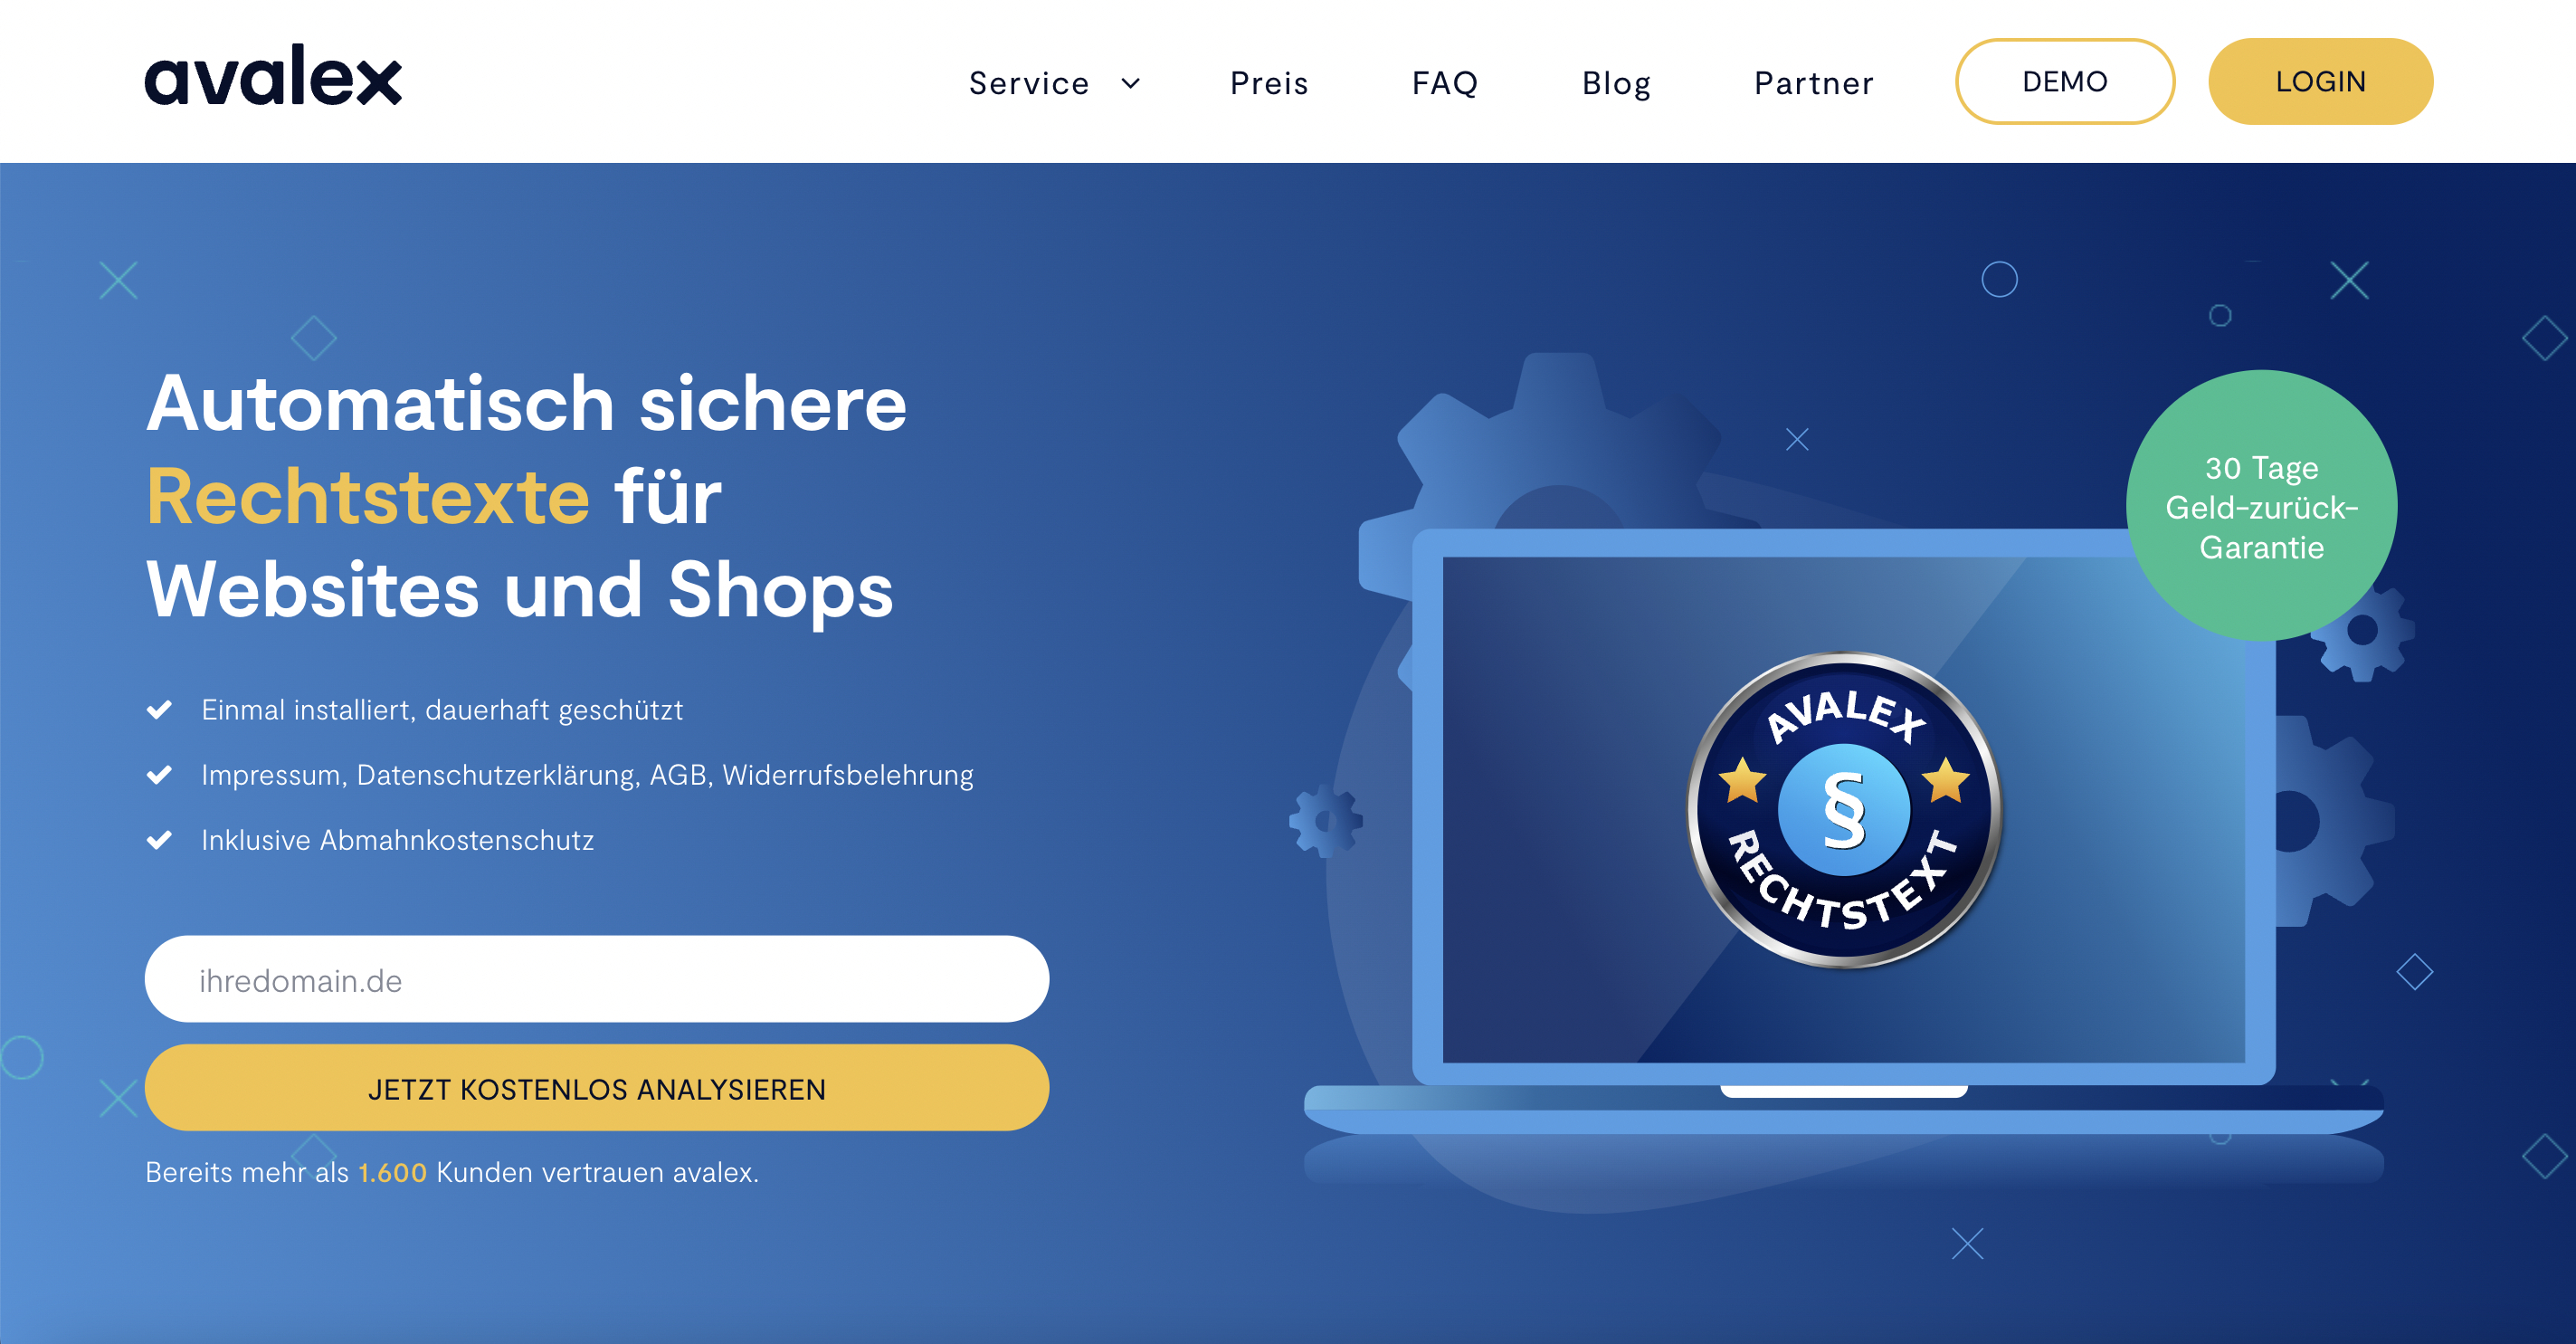 avalex
Service
Preis
FAQ
Blog
Partner
DEMO
LOGIN
Automatisch sichere
Rechtstexte für
Websites und Shops
Einmal installiert, dauerhaft geschützt
Impressum, Datenschutzerklärung, AGB, Widerrufsbelehrung
Inklusive Abmahnkostenschutz
ihredomain.de
JETZT KOSTENLOS ANALYSIEREN
Bereits mehr als 1.600 Kunden vertrauen avalex.
30 Tage
Geld-zurück-
Garantie
AVALEX
§
RECHTSTEXT